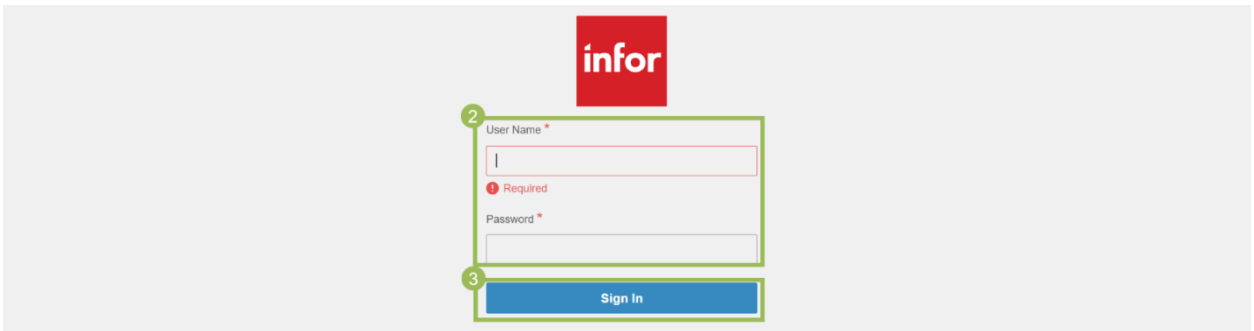 infor
2
User Name *
Required
Password *
3
Sign In